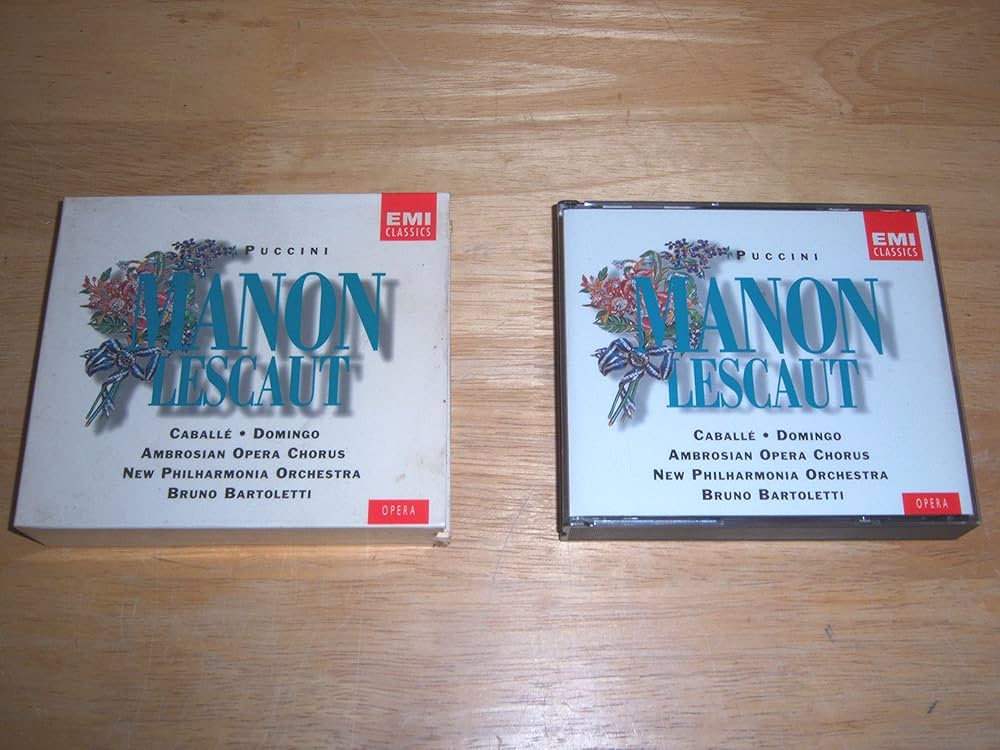 EMI
CLASSICS
PUCCINI
MANON
LESCAUT
CABALLÉ • DOMINGO
AMBROSIAN OPERA CHORUS
NEW PHILHARMONIA ORCHESTRA
BRUNO BARTOLETTI
OPERA
EMI
CLASSICS
PUCCINI
MANON
LESCAUT
CABALLÉ • DOMINGO
AMBROSIAN OPERA CHORUS
NEW PHILHARMONIA ORCHESTRA
BRUNO BARTOLETTI
OPERA